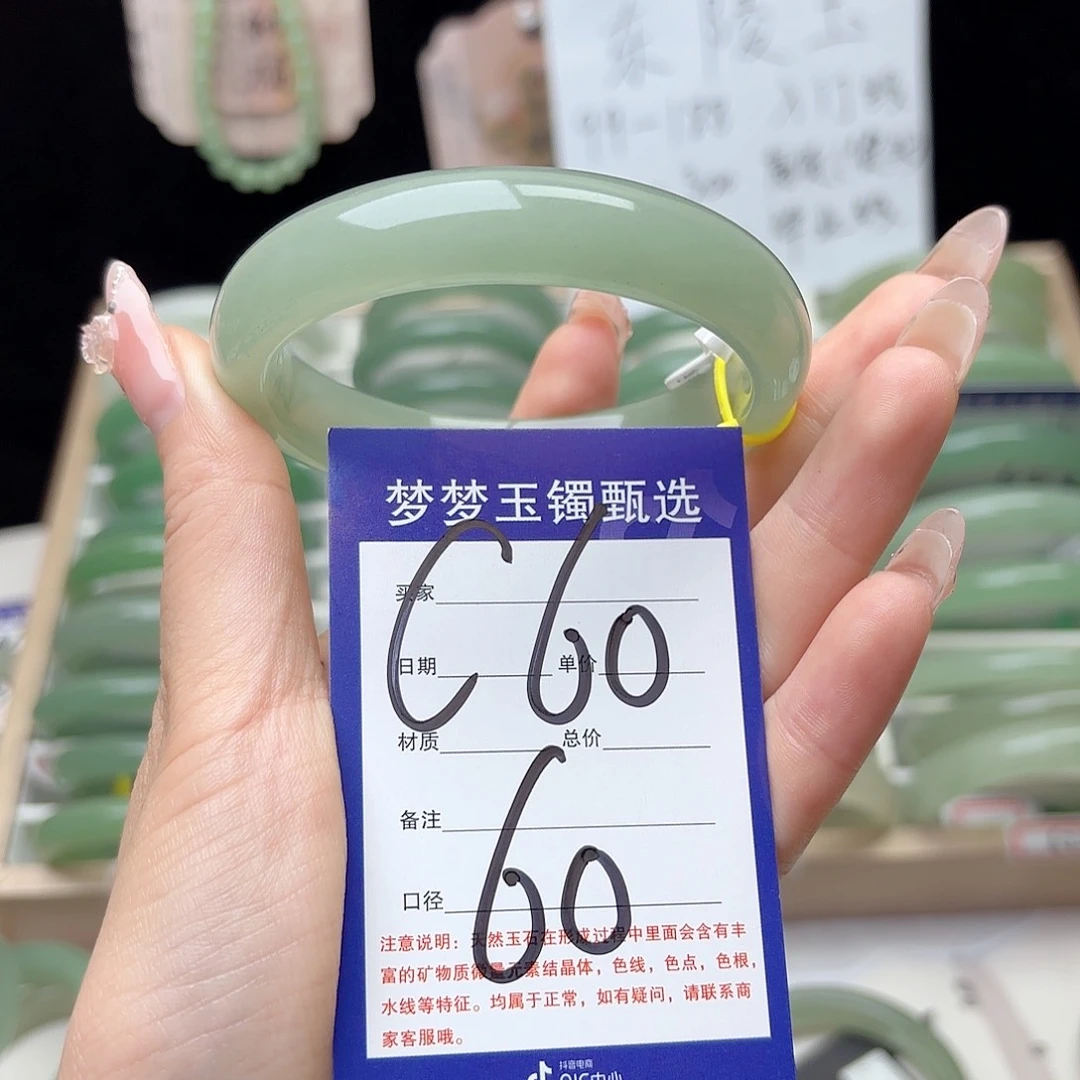 东陵玉
梦梦玉镯甄选
C60
买家
日期 单价
材质 总价
备注
口径
60
注意说明：天然玉石在形成过程中里面会含有丰
富的矿物质微量元素结晶体，色线，色点，色根，
水线等特征。均属于正常，如有疑问，请联系商
家客服哦。
抖音电商